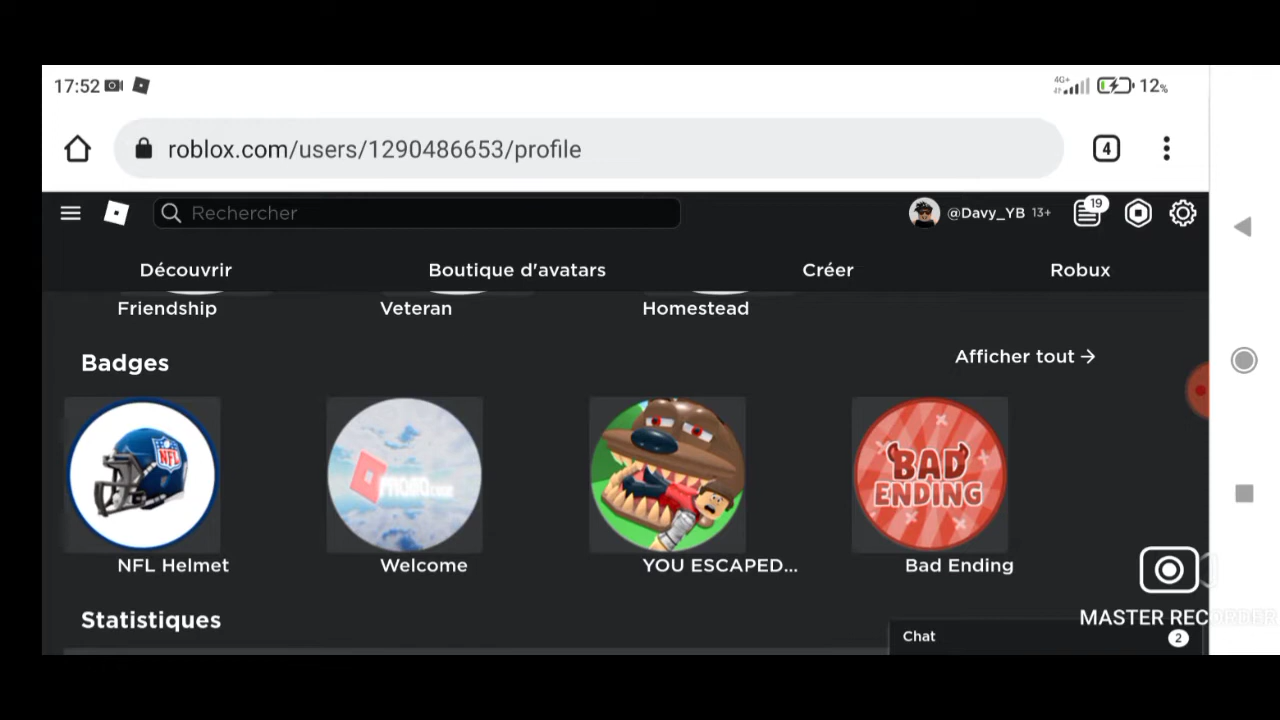 17:52
4G+
12%
roblox.com/users/1290486653/profile
4
Rechercher
@Davy_YB 13+
19
Découvrir
Boutique d'avatars
Créer
Robux
Friendship
Veteran
Homestead
Badges
Afficher tout →
NFL
BAD
ENDING
NFL Helmet
Welcome
YOU ESCAPED...
Bad Ending
Statistiques
MASTER RECORDER
Chat
2